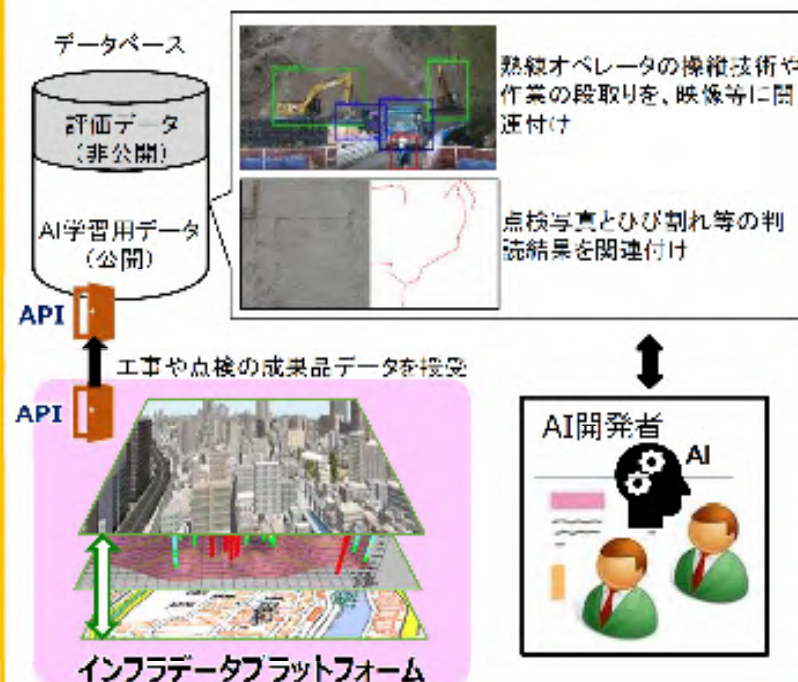 データベース
評価データ
(非公開)
AI学習用データ
(公開)
熟練オペレータの操縦技術や
作業の段取りを、映像等に関
連付け
点検写真とひび割れ等の判
読結果を関連付け
API
工事や点検の成果品データを授受
API
AI開発者
AI
インフラデータプラットフォーム